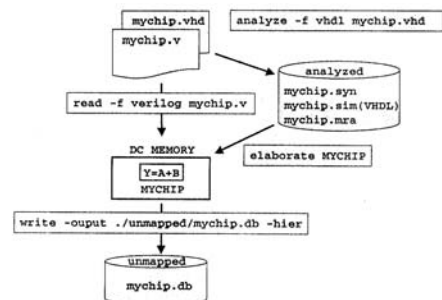 mychip.vhd
analyze -f vhdl mychip.vhd
mychip.v
analyzed
mychip.syn
mychip.sim(VHDL)
mychip.mra
read -f verilog mychip.v
DC MEMORY
elaborate MYCHIP
Y=A+B
MYCHIP
write -ouput ./unmapped/mychip.db -hier
unmapped
mychip.db